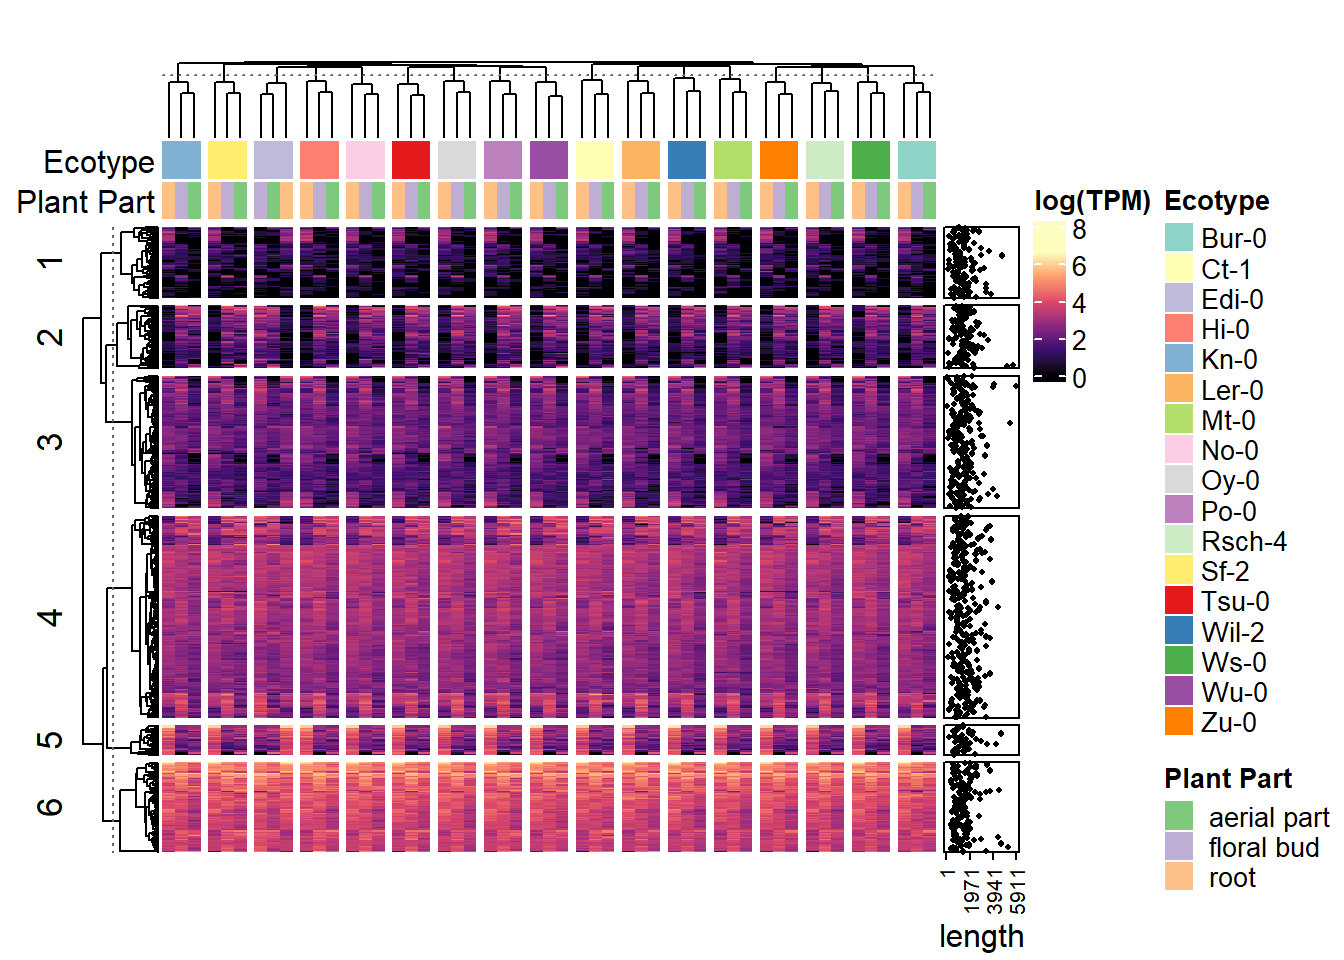 Ecotype
Plant Part
1
2
3
4
5
6
log(TPM)
8
6
4
2
0
Ecotype
Bur-0
Ct-1
Edi-0
Hi-0
Kn-0
Ler-0
Mt-0
No-0
Oy-0
Po-0
Rsch-4
Sf-2
Tsu-0
Wil-2
Ws-0
Wu-0
Zu-0
Plant Part
aerial part
floral bud
root
1
1971
3941
5911
length